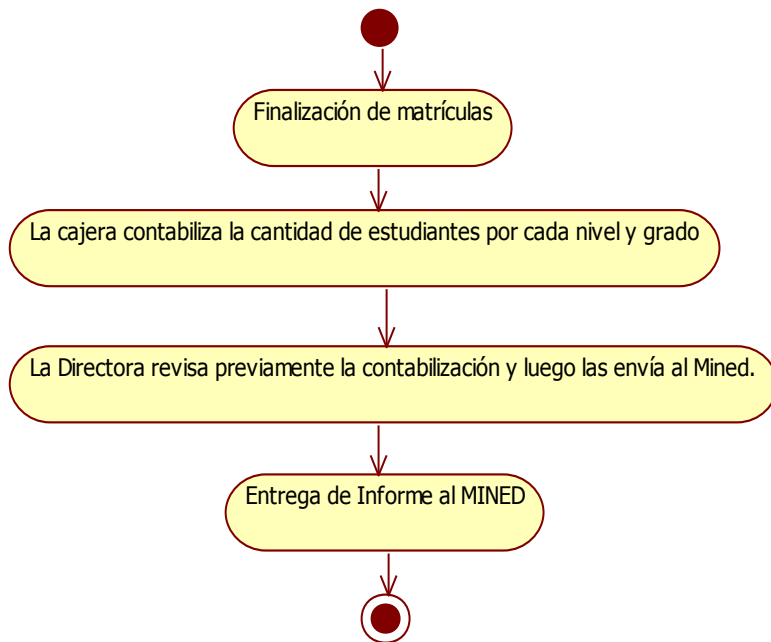 Finalización de matrículas
La cajera contabiliza la cantidad de estudiantes por cada nivel y grado
La Directora revisa previamente la contabilización y luego las envía al Mined.
Entrega de Informe al MINED